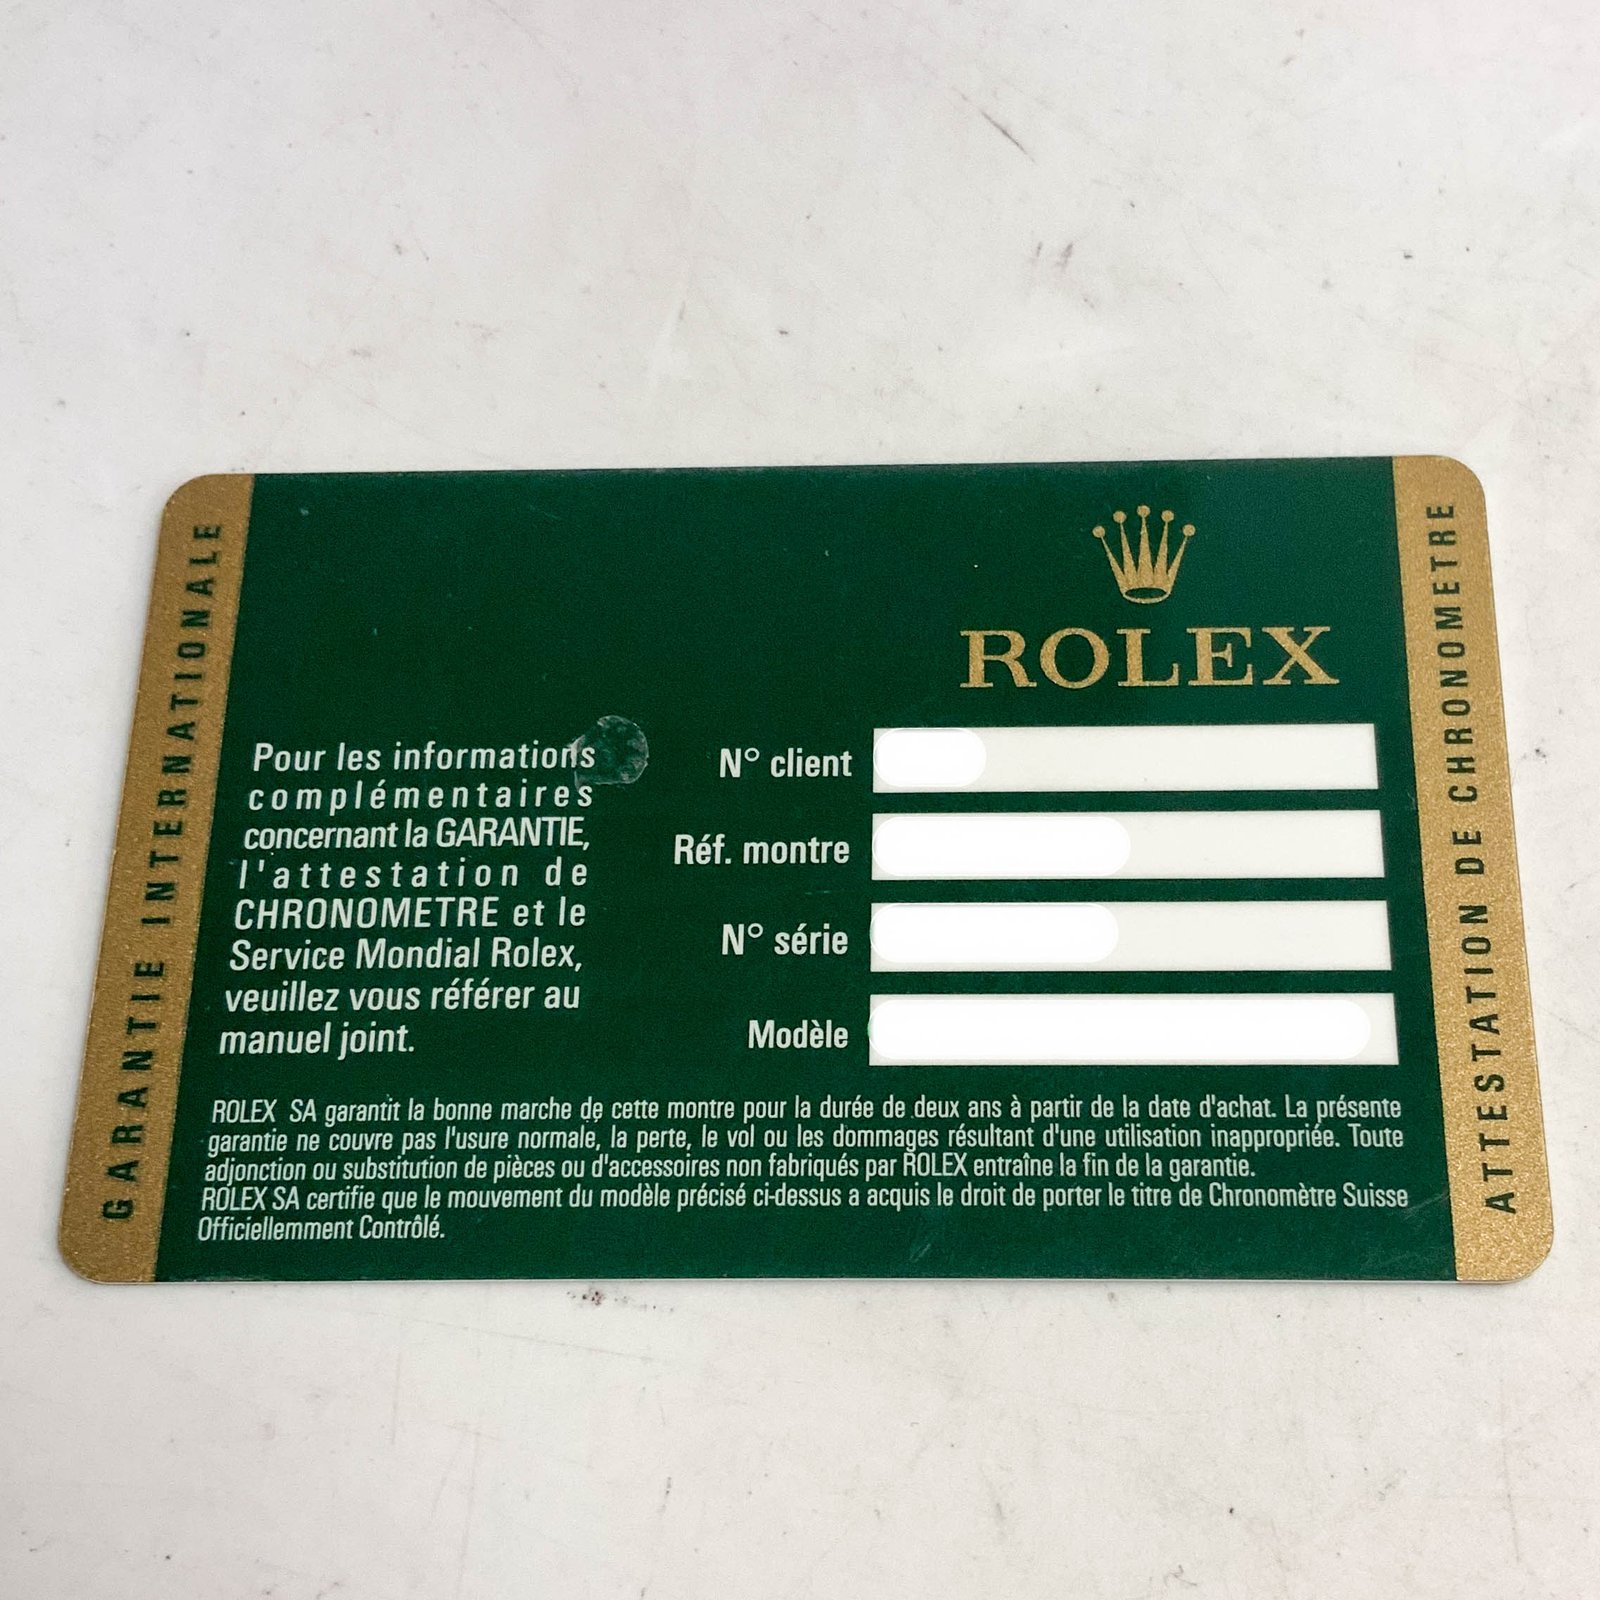 GARANTIE INTERNATIONALE
ROLEX
Pour les informations
complémentaires
concernant la GARANTIE,
l'attestation de
CHRONOMETRE et le
Service Mondial Rolex,
veuillez vous référer au
manuel joint.
N° client
Réf. montre
N° série
Modèle
ROLEX SA garantit la bonne marche de cette montre pour la durée de deux ans à partir de la date d'achat. La présente
garantie ne couvre pas l'usure normale, la perte, le vol ou les dommages résultant d'une utilisation inappropriée. Toute
adjonction ou substitution de pièces ou d'accessoires non fabriqués par ROLEX entraîne la fin de la garantie.
ROLEX SA certifie que le mouvement du modèle précisé ci-dessus a acquis le droit de porter le titre de Chronomètre Suisse
Officiellemment Contrôlé.
ATTESTATION DE CHRONOMETRE